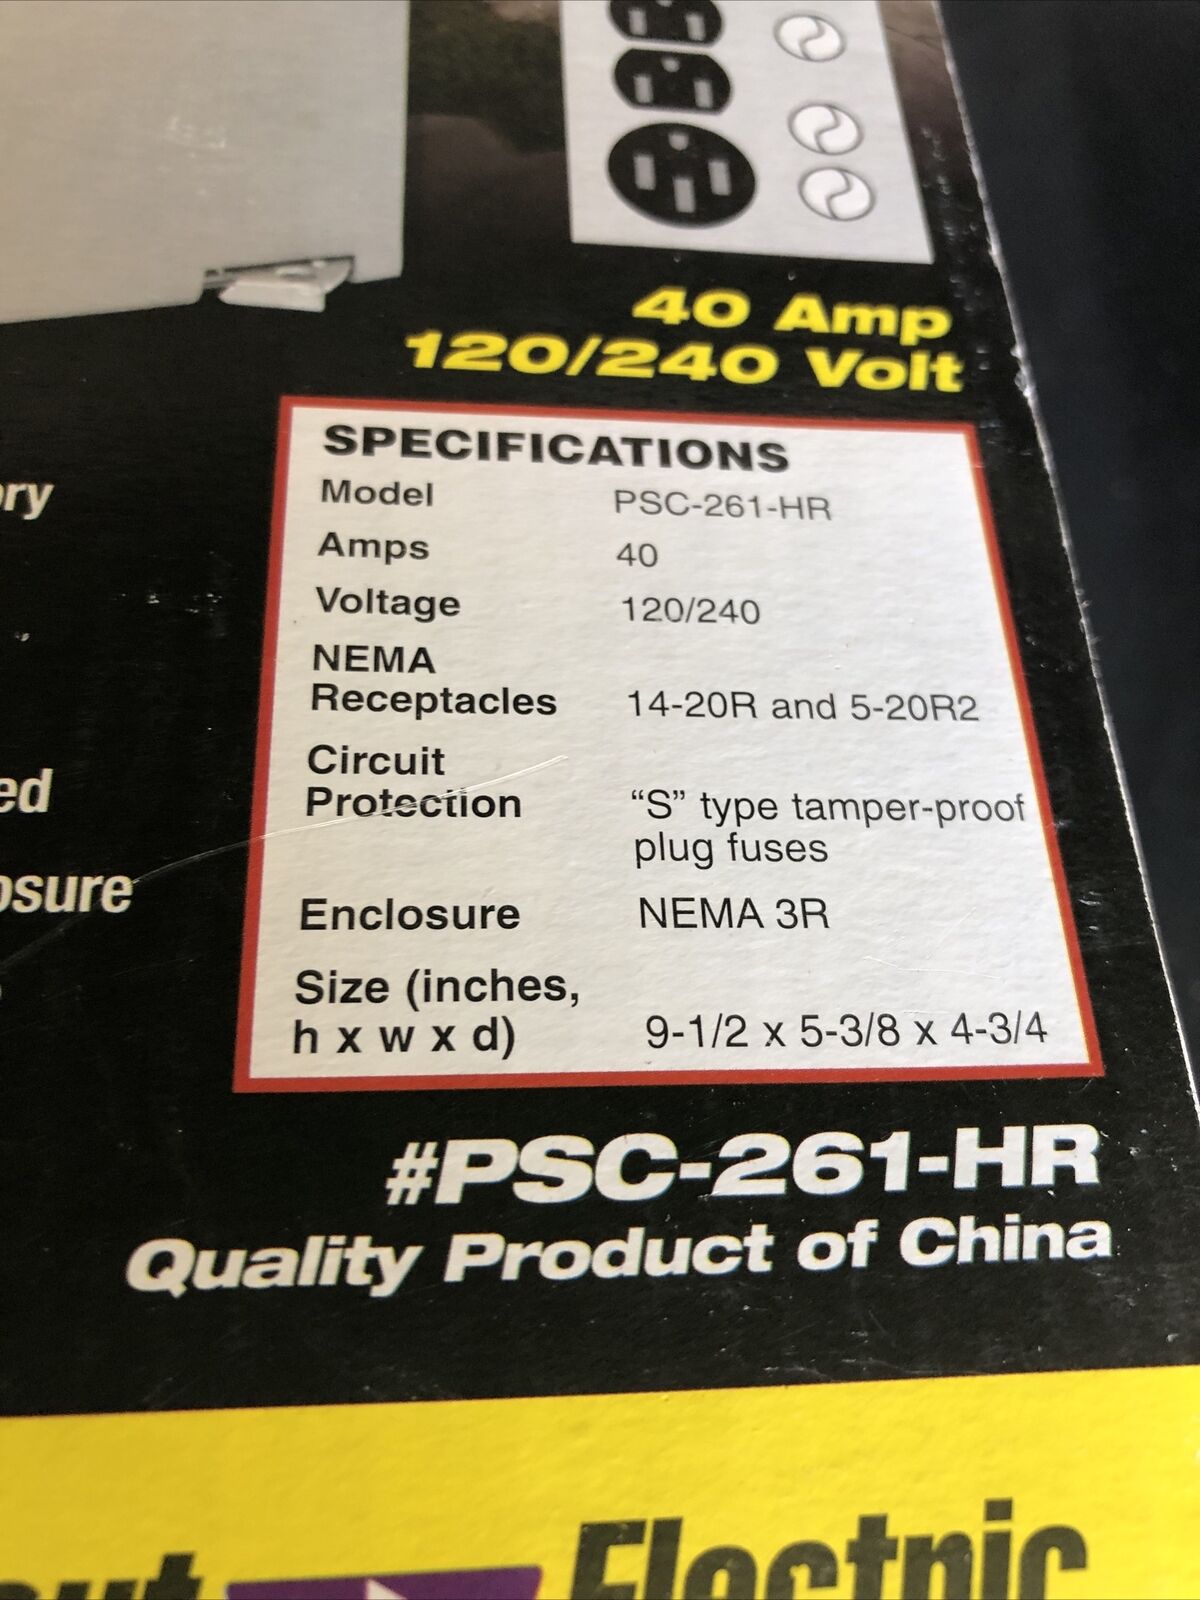 40 Amp
120/240 Volt
SPECIFICATIONS
Model PSC-261-HR
Amps 40
Voltage 120/240
NEMA
Receptacles 14-20R and 5-20R2
Circuit
Protection "S" type tamper-proof
plug fuses
Enclosure NEMA 3R
Size (inches,
h x w x d) 9-1/2 x 5-3/8 x 4-3/4
#PSC-261-HR
Quality Product of China
Electric